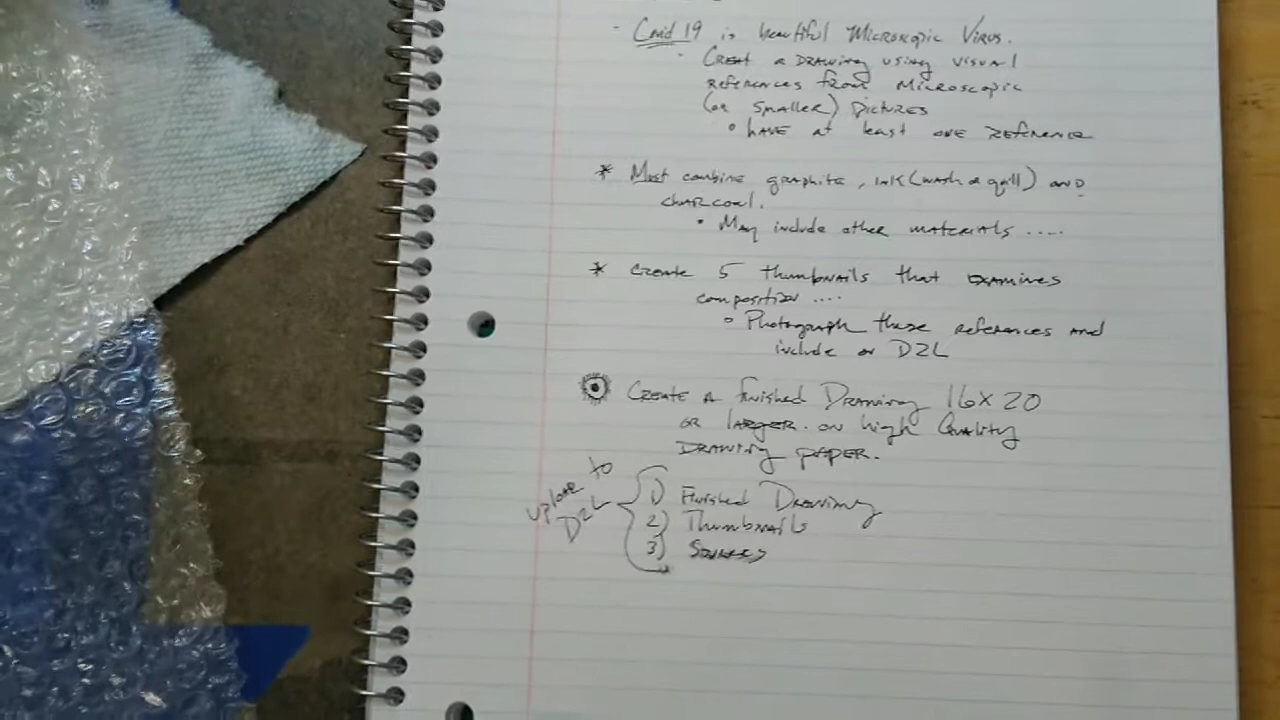 - Covid 19 is beautiful Microscopic Virus.
- Creat a drawing using visual
references from Microscopic
(or smaller) pictures
° have at least one reference
* Must combine graphite, ink (wash & quill) and
charcoal.
• May include other materials ....
* Create 5 thumbnails that examines
composition ....
° Photograph these references and
include on D2L
Create a finished Drawing 16x20
or larger. on high Quality
Drawing paper.
to
D2L
1) Finished Drawing
2) Thumbnails
3)